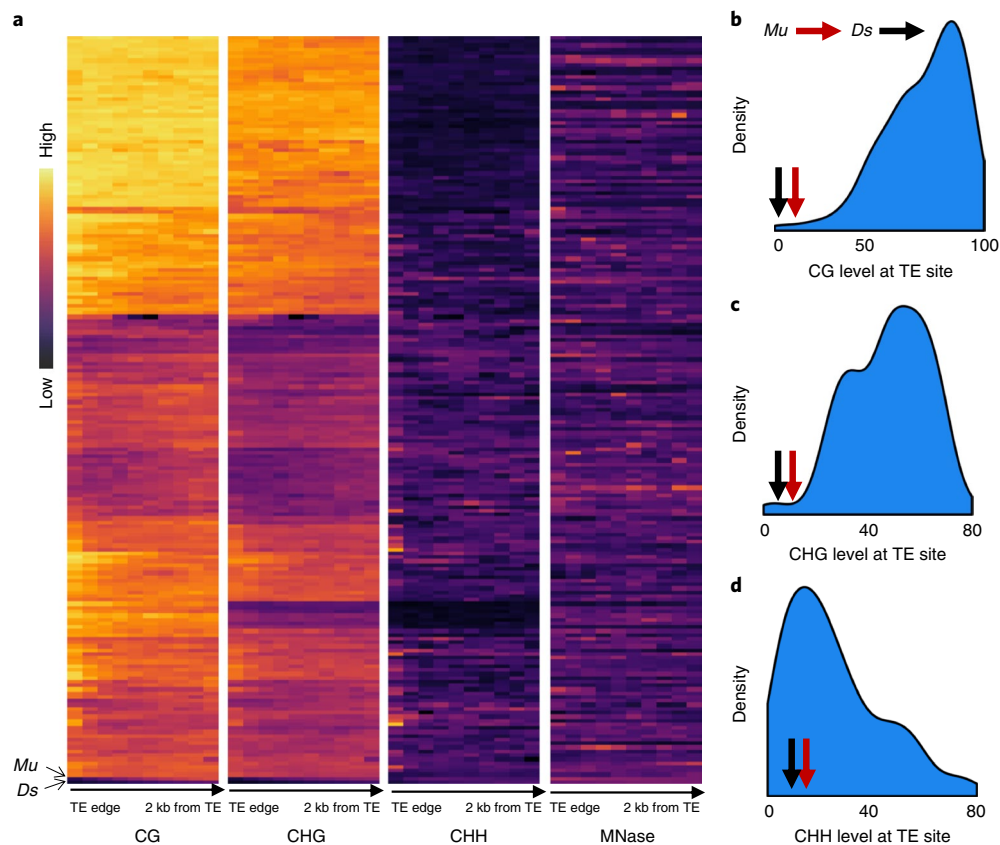 a
High
Low
Mu
Ds
TE edge 2 kb from TE
TE edge 2 kb from TE
TE edge 2 kb from TE
TE edge 2 kb from TE
CG
CHG
CHH
MNase
b
Mu Ds
Density
0 50 100
CG level at TE site
c
Density
0 40 80
CHG level at TE site
d
Density
0 40 80
CHH level at TE site